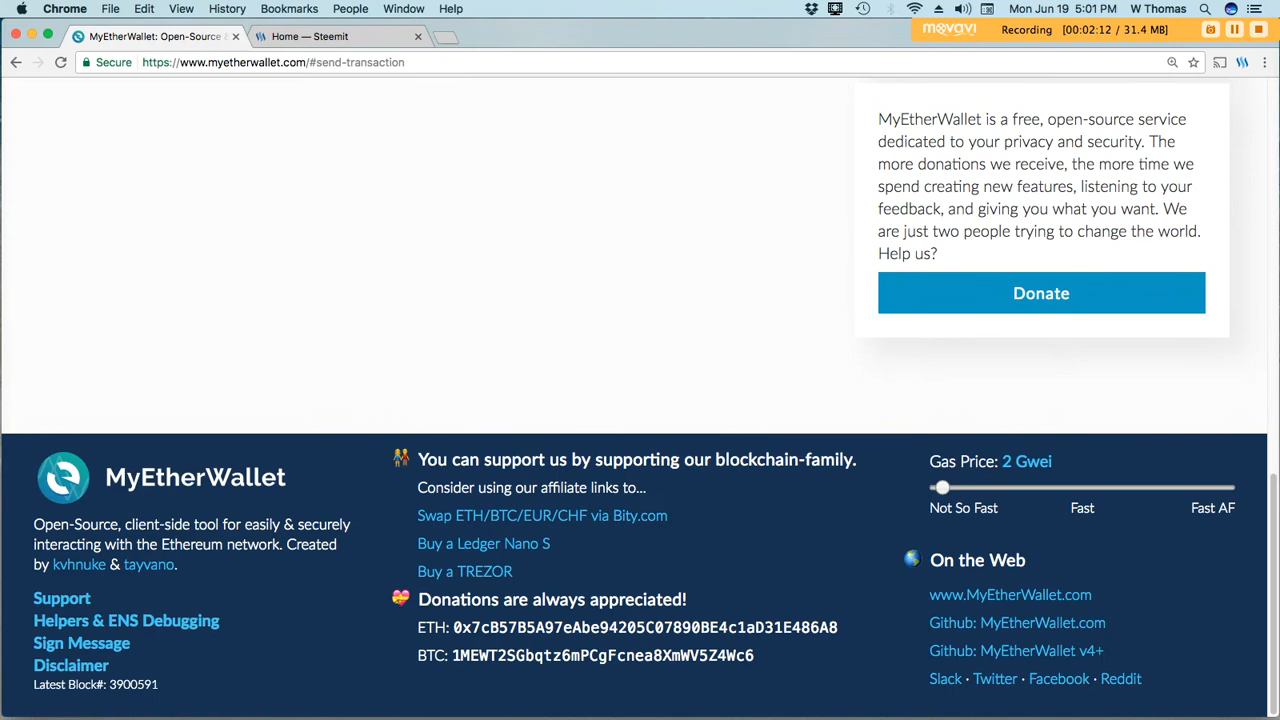 Chrome File Edit View History Bookmarks People Window Help Mon Jun 19 5:01 PM W Thomas
movavi Recording [00:02:12 / 31.4 MB]
MyEtherWallet: Open-Source & Home — Steemit
Secure https://www.myetherwallet.com/#send-transaction
MyEtherWallet is a free, open-source service
dedicated to your privacy and security. The
more donations we receive, the more time we
spend creating new features, listening to your
feedback, and giving you what you want. We
are just two people trying to change the world.
Help us?
Donate
MyEtherWallet
Open-Source, client-side tool for easily & securely
interacting with the Ethereum network. Created
by kvhnuke & tayvano.
Support
Helpers & ENS Debugging
Sign Message
Disclaimer
Latest Block#: 3900591
You can support us by supporting our blockchain-family.
Consider using our affiliate links to...
Swap ETH/BTC/EUR/CHF via Bity.com
Buy a Ledger Nano S
Buy a TREZOR
Donations are always appreciated!
ETH: 0x7cB57B5A97eAbe94205C07890BE4c1aD31E486A8
BTC: 1MEWT2SGbqtz6mPCgFcnea8XmWV5Z4Wc6
Gas Price: 2 Gwei
Not So Fast Fast Fast AF
On the Web
www.MyEtherWallet.com
Github: MyEtherWallet.com
Github: MyEtherWallet v4+
Slack · Twitter · Facebook · Reddit